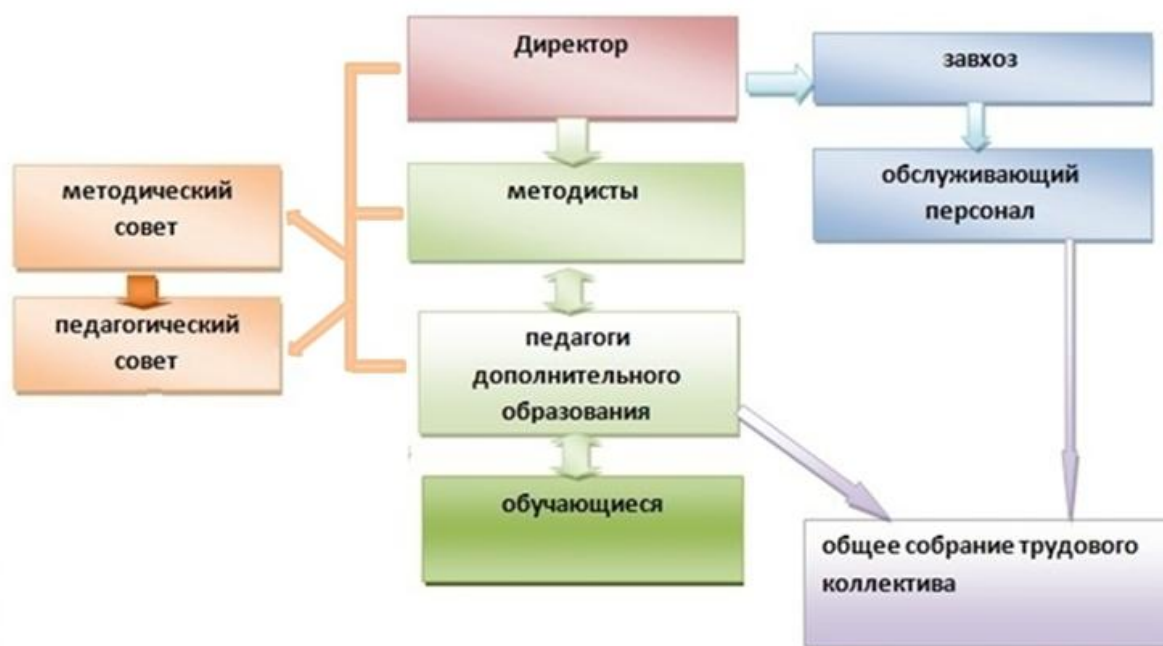 Директор
завхоз
методический
совет
методисты
обслуживающий
персонал
педагогический
совет
педагоги
дополнительного
образования
обучающиеся
общее собрание трудового
коллектива